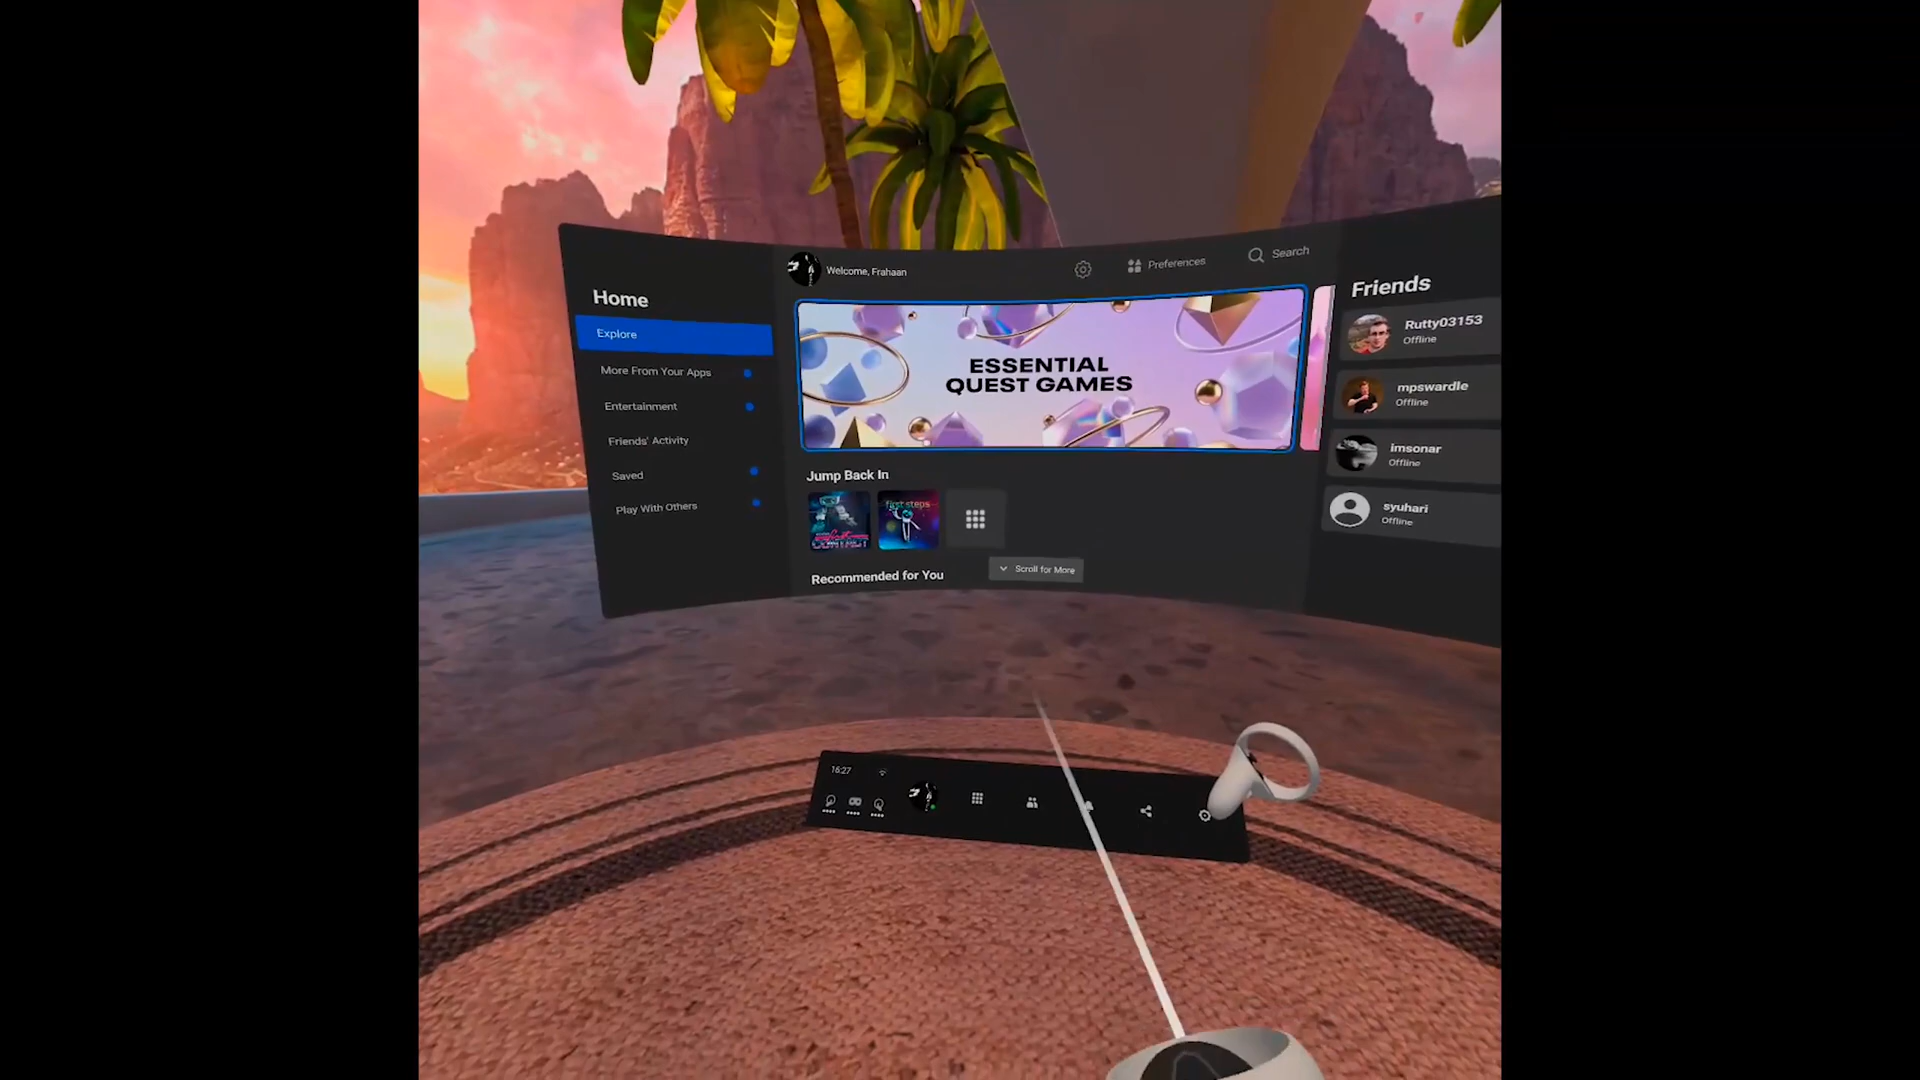 Home
Explore
More From Your Apps
Entertainment
Friends' Activity
Saved
Play With Others
Welcome, Frahaan
Preferences
Search
ESSENTIAL
QUEST GAMES
Jump Back In
first steps
Recommended for You
Scroll for More
Friends
Rutty03153
Offline
mpswardle
Offline
imsonar
Offline
syuhari
Offline
16:27